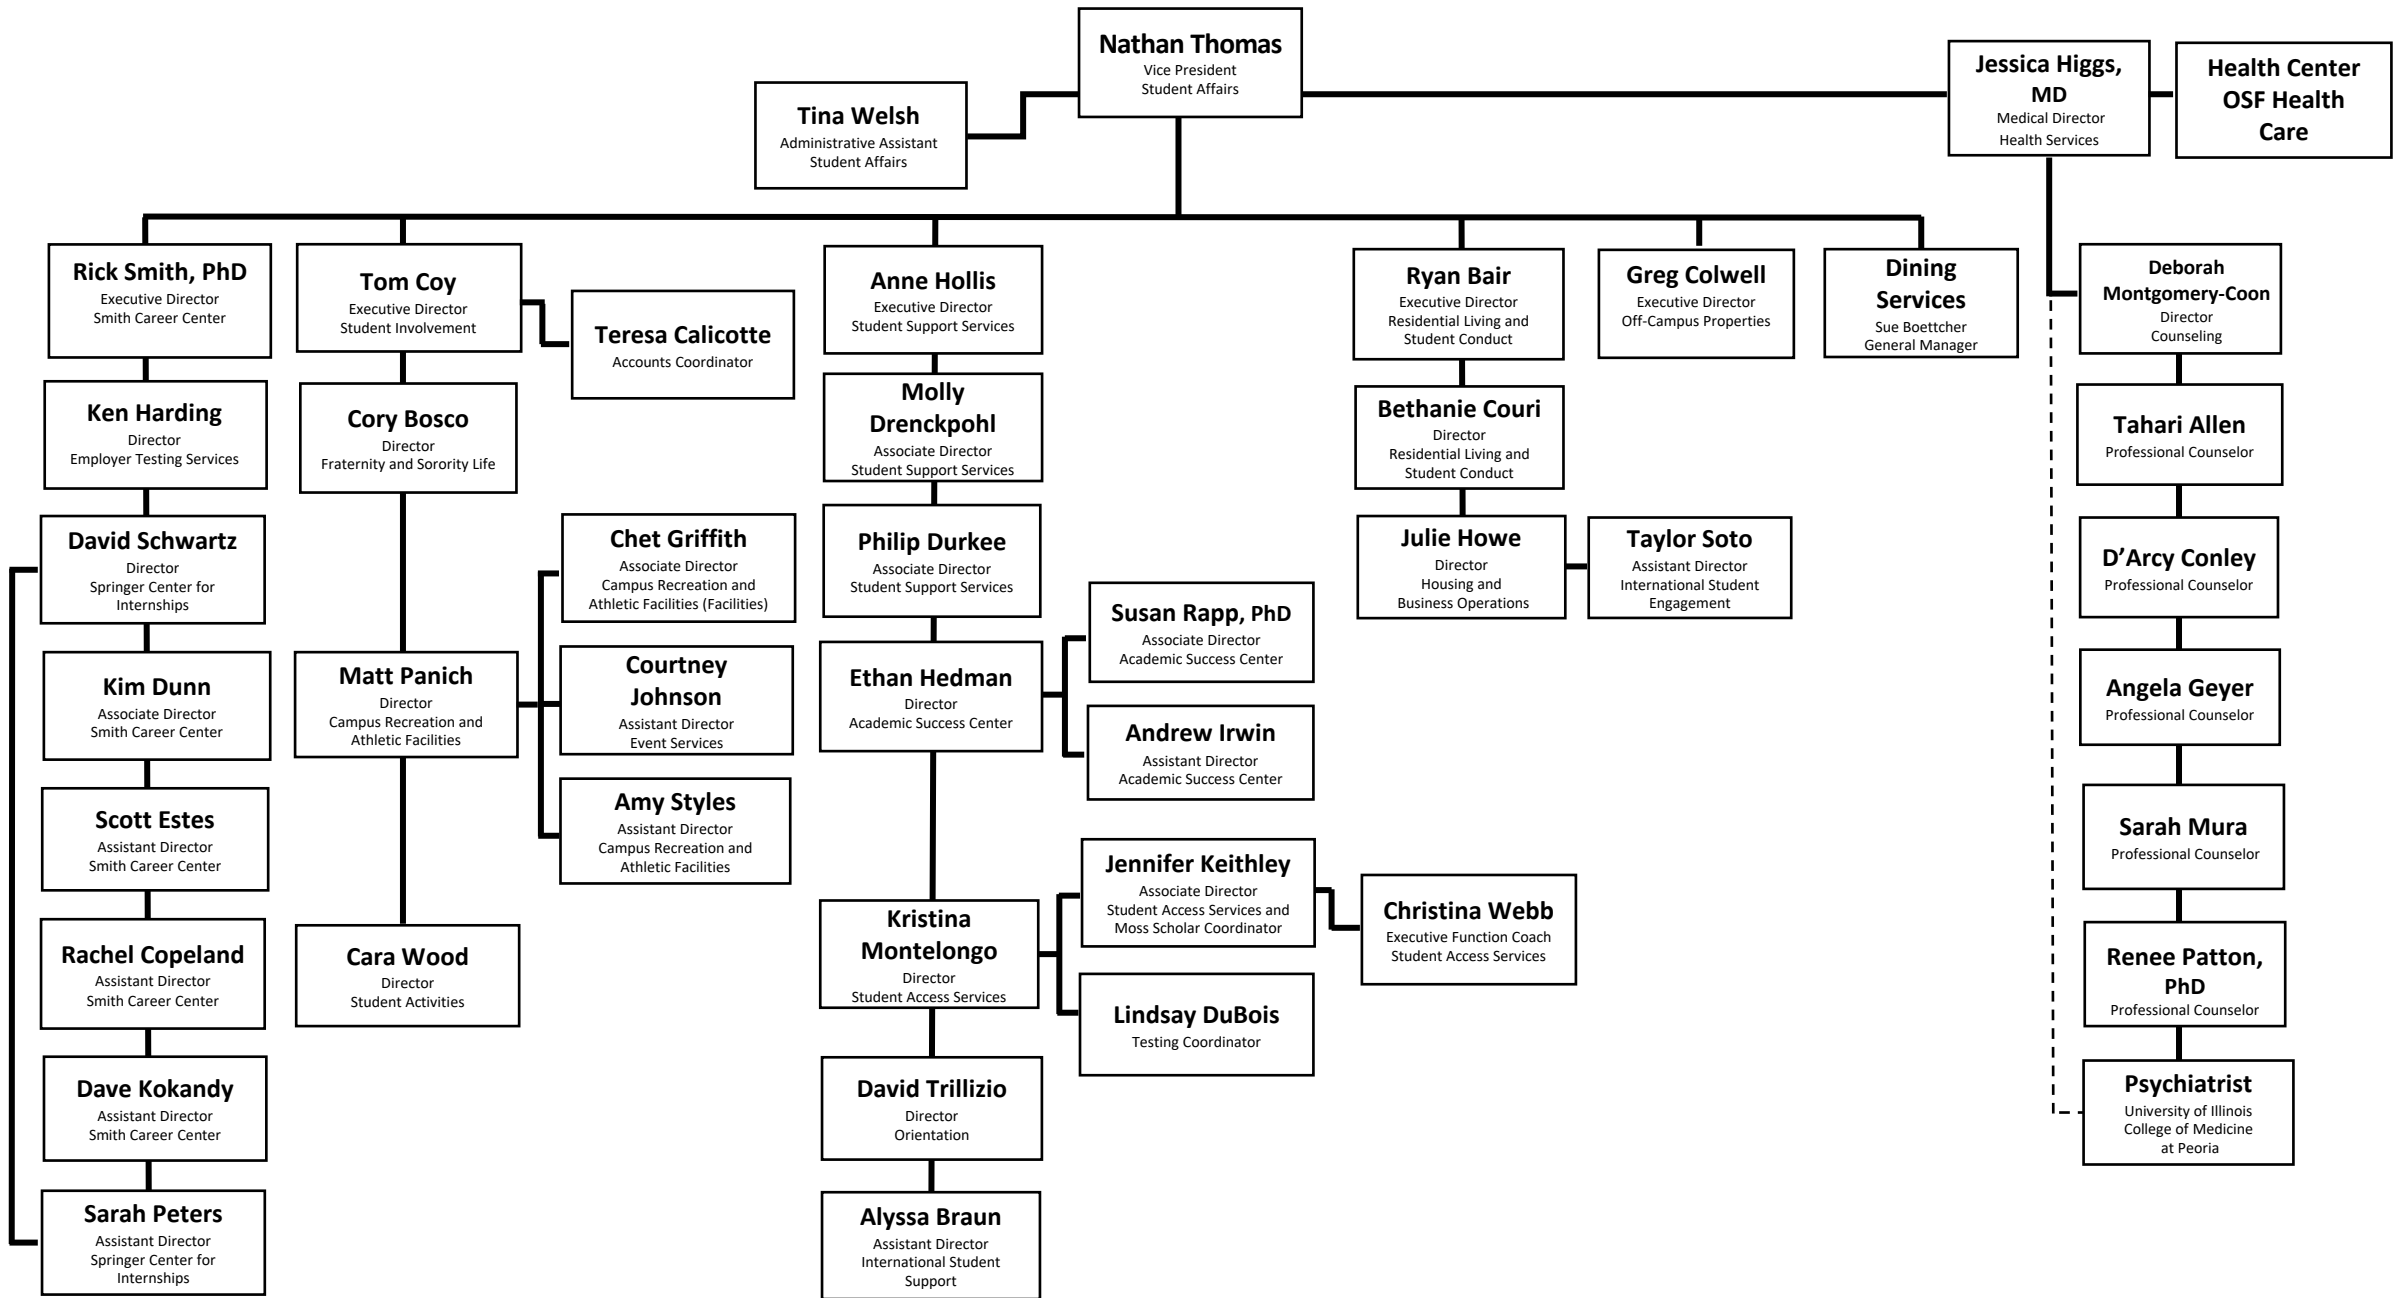 Nathan Thomas
Vice President
Student Affairs
Tina Welsh
Administrative Assistant
Student Affairs
Jessica Higgs,
MD
Medical Director
Health Services
Health Center
OSF Health
Care
Rick Smith, PhD
Executive Director
Smith Career Center
Tom Coy
Executive Director
Student Involvement
Teresa Calicotte
Accounts Coordinator
Anne Hollis
Executive Director
Student Support Services
Ryan Bair
Executive Director
Residential Living and
Student Conduct
Greg Colwell
Executive Director
Off-Campus Properties
Dining
Services
Sue Boettcher
General Manager
Deborah
Montgomery-Coon
Director
Counseling
Ken Harding
Director
Employer Testing Services
Cory Bosco
Director
Fraternity and Sorority Life
Molly
Drenckpohl
Associate Director
Student Support Services
Bethanie Couri
Director
Residential Living and
Student Conduct
Tahari Allen
Professional Counselor
David Schwartz
Director
Springer Center for
Internships
Chet Griffith
Associate Director
Campus Recreation and
Athletic Facilities (Facilities)
Philip Durkee
Associate Director
Student Support Services
Julie Howe
Director
Housing and
Business Operations
Taylor Soto
Assistant Director
International Student
Engagement
D’Arcy Conley
Professional Counselor
Kim Dunn
Associate Director
Smith Career Center
Matt Panich
Director
Campus Recreation and
Athletic Facilities
Courtney
Johnson
Assistant Director
Event Services
Ethan Hedman
Director
Academic Success Center
Susan Rapp, PhD
Associate Director
Academic Success Center
Andrew Irwin
Assistant Director
Academic Success Center
Angela Geyer
Professional Counselor
Scott Estes
Assistant Director
Smith Career Center
Amy Styles
Assistant Director
Campus Recreation and
Athletic Facilities
Sarah Mura
Professional Counselor
Rachel Copeland
Assistant Director
Smith Career Center
Cara Wood
Director
Student Activities
Kristina
Montelongo
Director
Student Access Services
Jennifer Keithley
Associate Director
Student Access Services and
Moss Scholar Coordinator
Christina Webb
Executive Function Coach
Student Access Services
Lindsay DuBois
Testing Coordinator
Renee Patton,
PhD
Professional Counselor
Dave Kokandy
Assistant Director
Smith Career Center
David Trillizio
Director
Orientation
Psychiatrist
University of Illinois
College of Medicine
at Peoria
Sarah Peters
Assistant Director
Springer Center for
Internships
Alyssa Braun
Assistant Director
International Student
Support